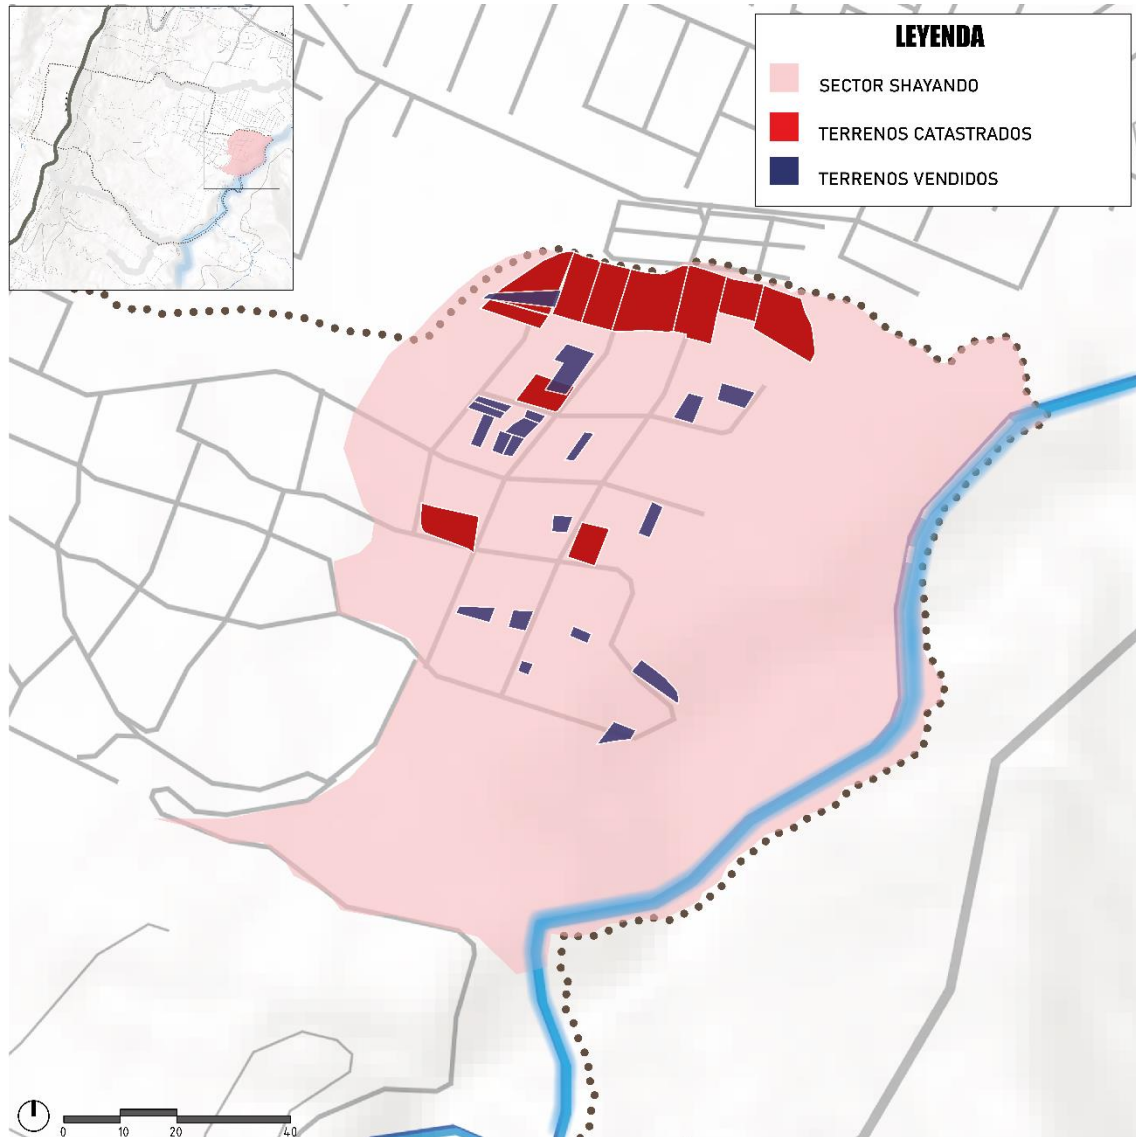 LEYENDA
SECTOR SHAYANDO
TERRENOS CATASTRADOS
TERRENOS VENDIDOS
0 10 20 40